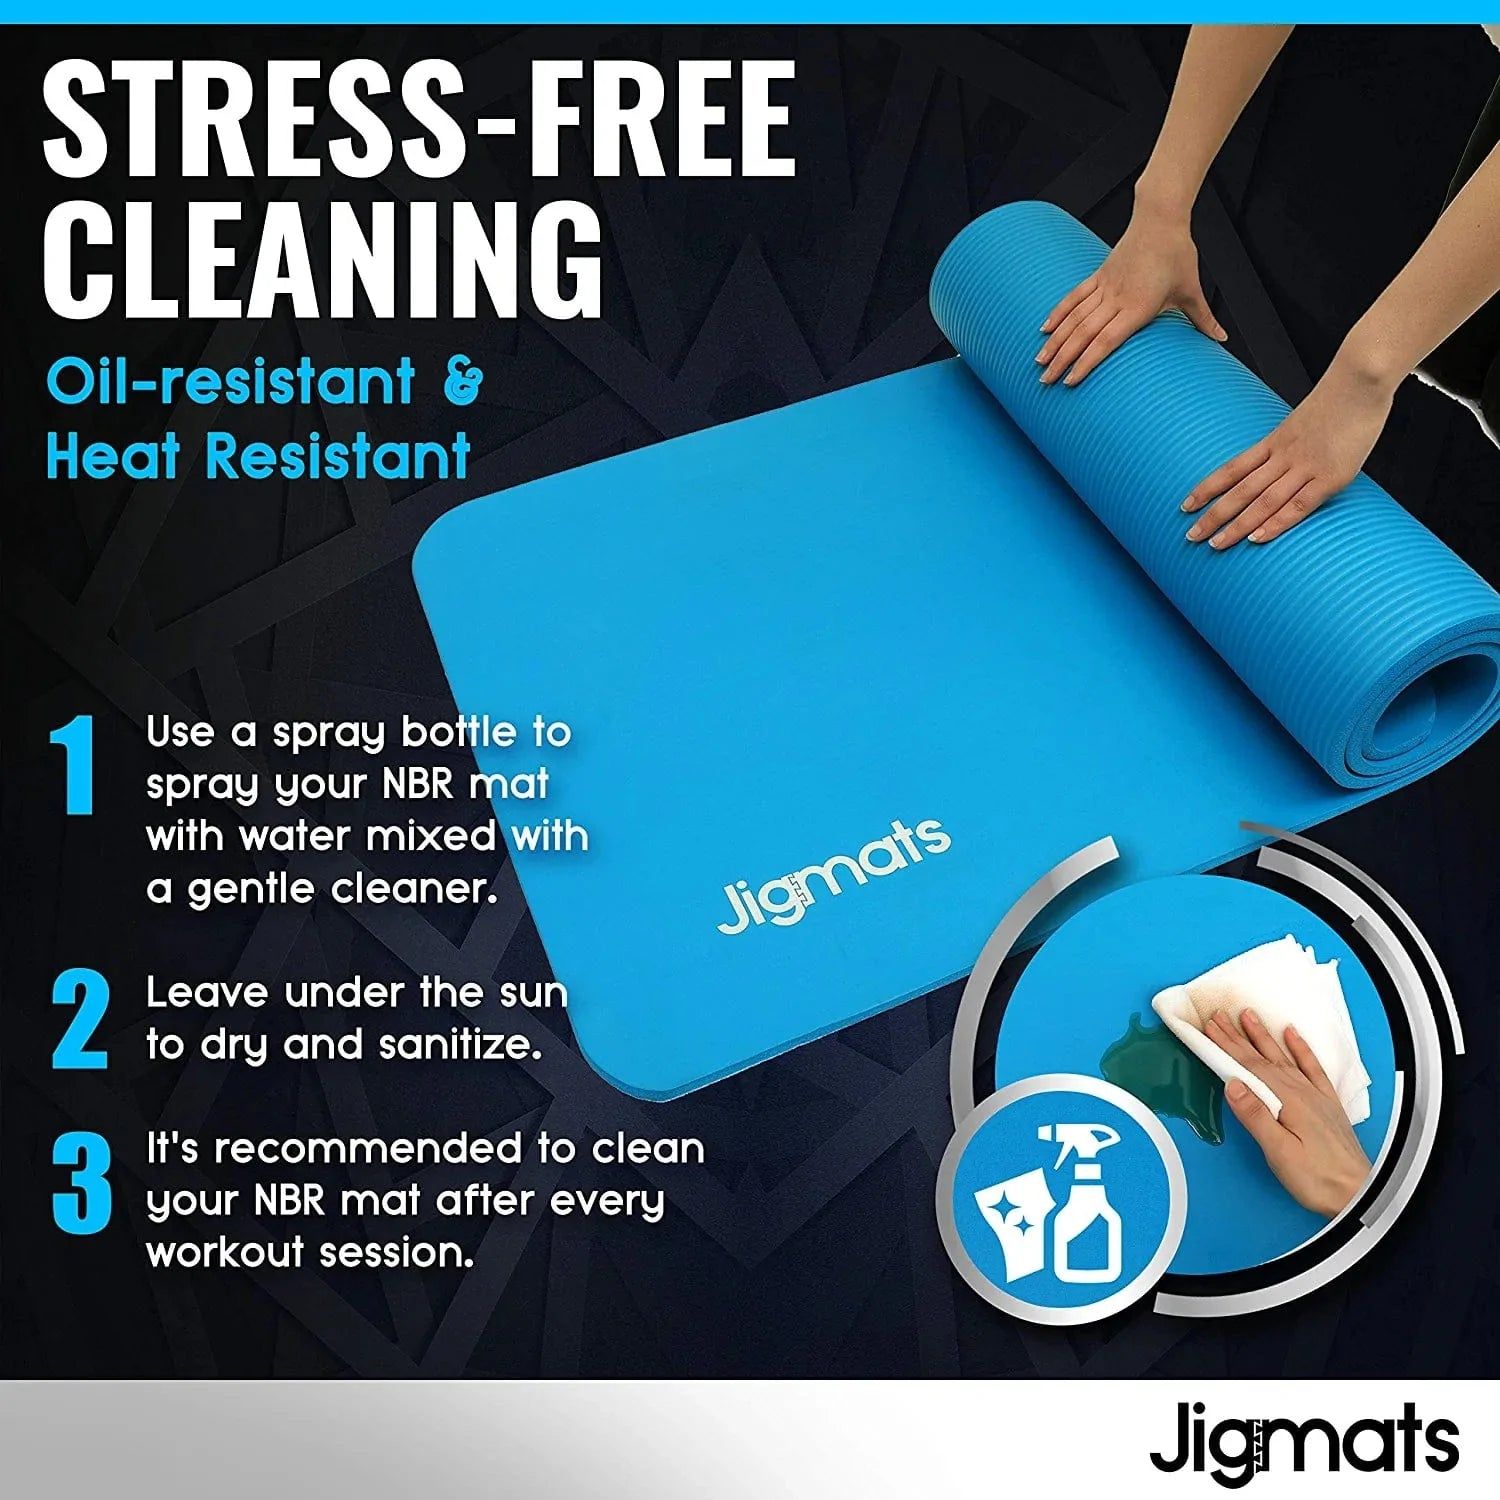 STRESS-FREE
CLEANING
Oil-resistant &
Heat Resistant
1
Use a spray bottle to
spray your NBR mat
with water mixed with
a gentle cleaner.
Jigmats
2
Leave under the sun
to dry and sanitize.
3
It's recommended to clean
your NBR mat after every
workout session.
Jigmats